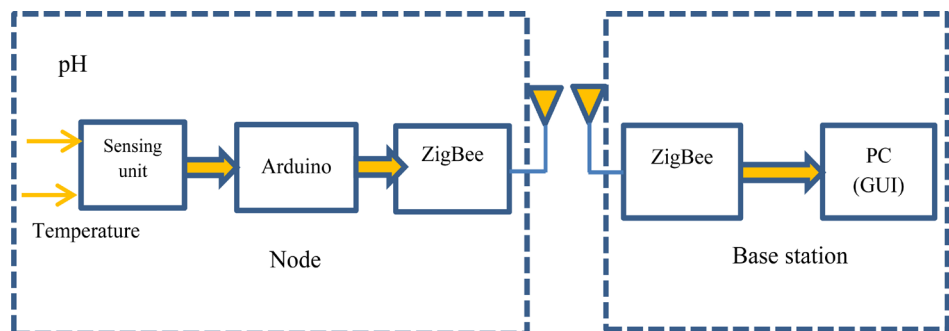 pH
Sensing
unit
Arduino
ZigBee
Temperature
Node
ZigBee
PC
(GUI)
Base station